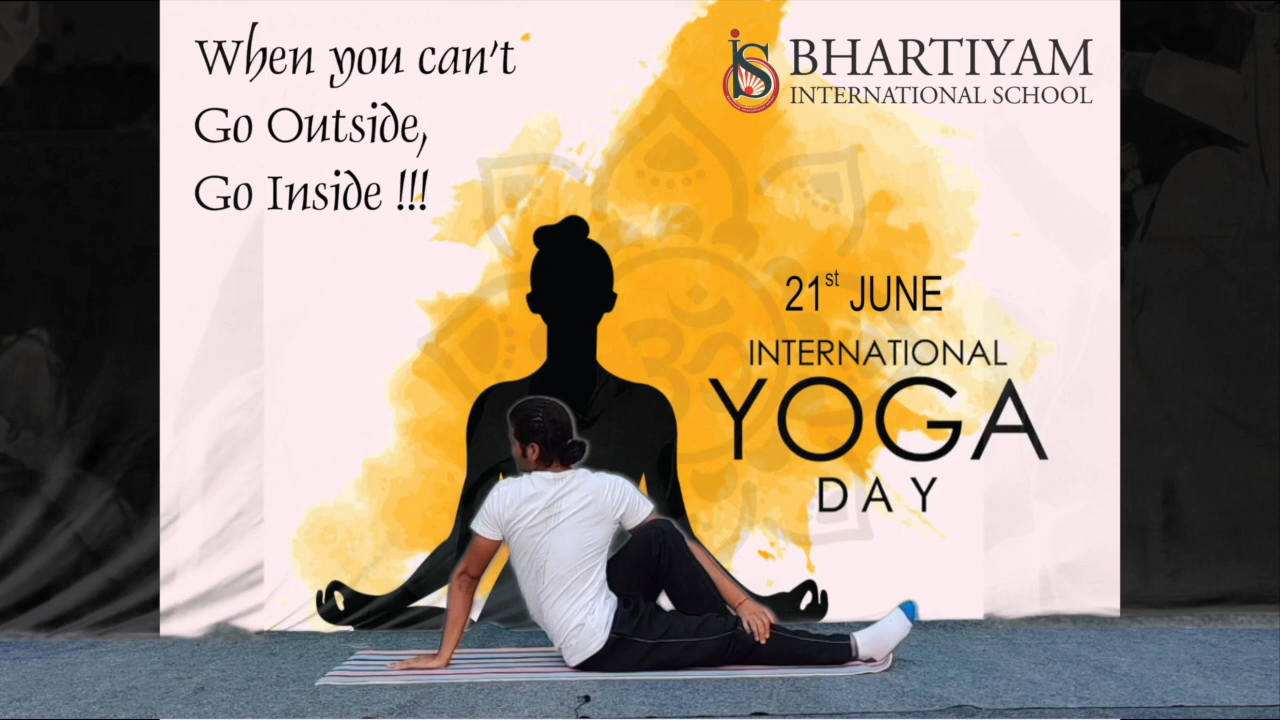 When you can't
Go Outside,
Go Inside !!!
BHARTIYAM
INTERNATIONAL SCHOOL
21st JUNE
INTERNATIONAL
YOGA
DAY